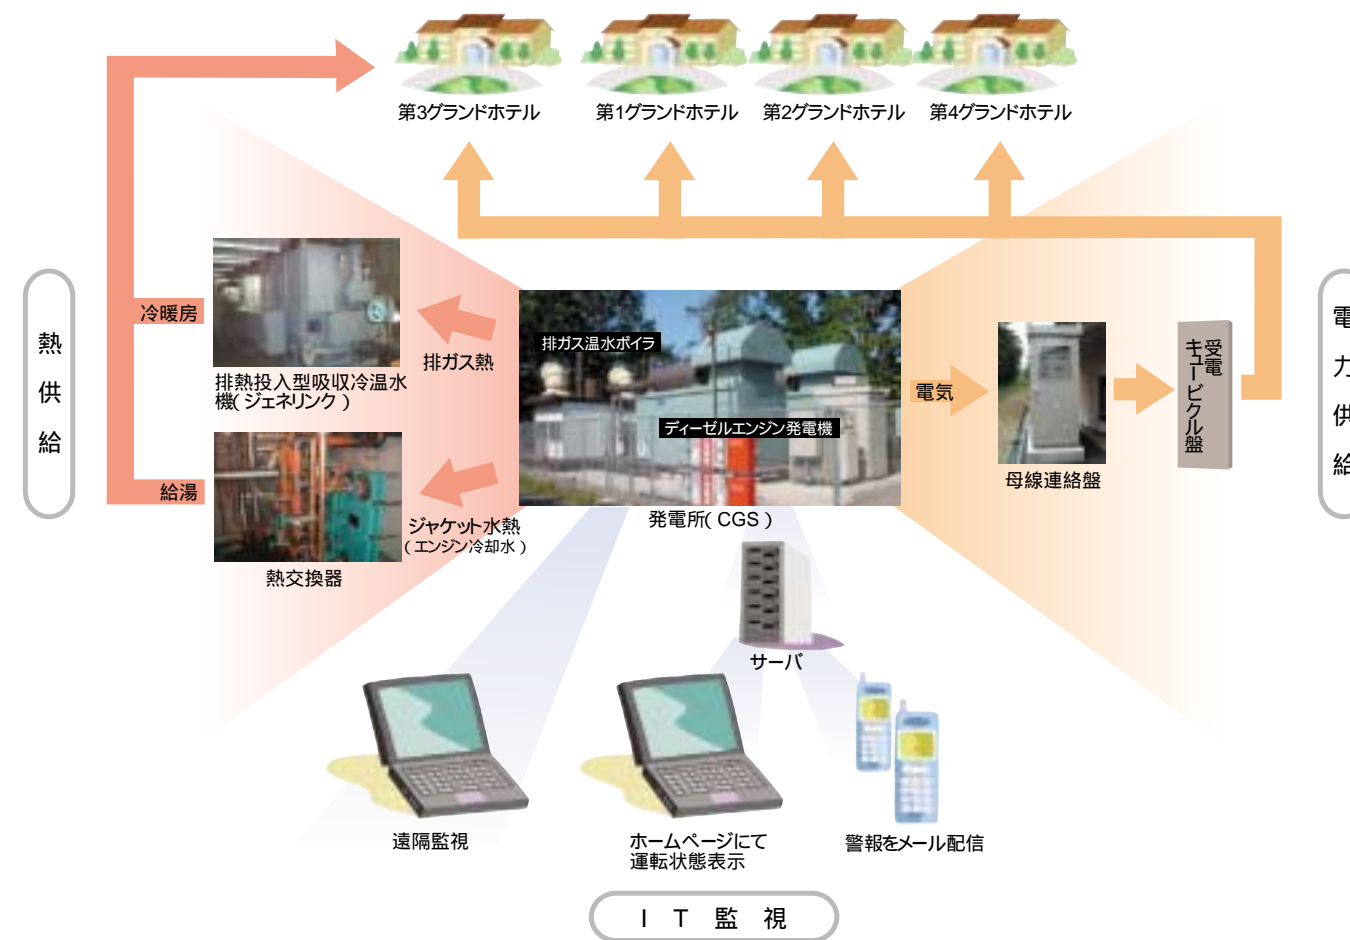 第3グランドホテル
第1グランドホテル
第2グランドホテル
第4グランドホテル
熱供給
冷暖房
排熱投入型吸収冷温水
機(ジェネリンク)
排ガス熱
給湯
熱交換器
ジャケット水熱
(エンジン冷却水)
排ガス温水ボイラ
ディーゼルエンジン発電機
発電所(CGS)
電気
母線連絡盤
受電
キュービクル盤
電力供給
サーバ
遠隔監視
ホームページにて
運転状態表示
警報をメール配信
IT監視